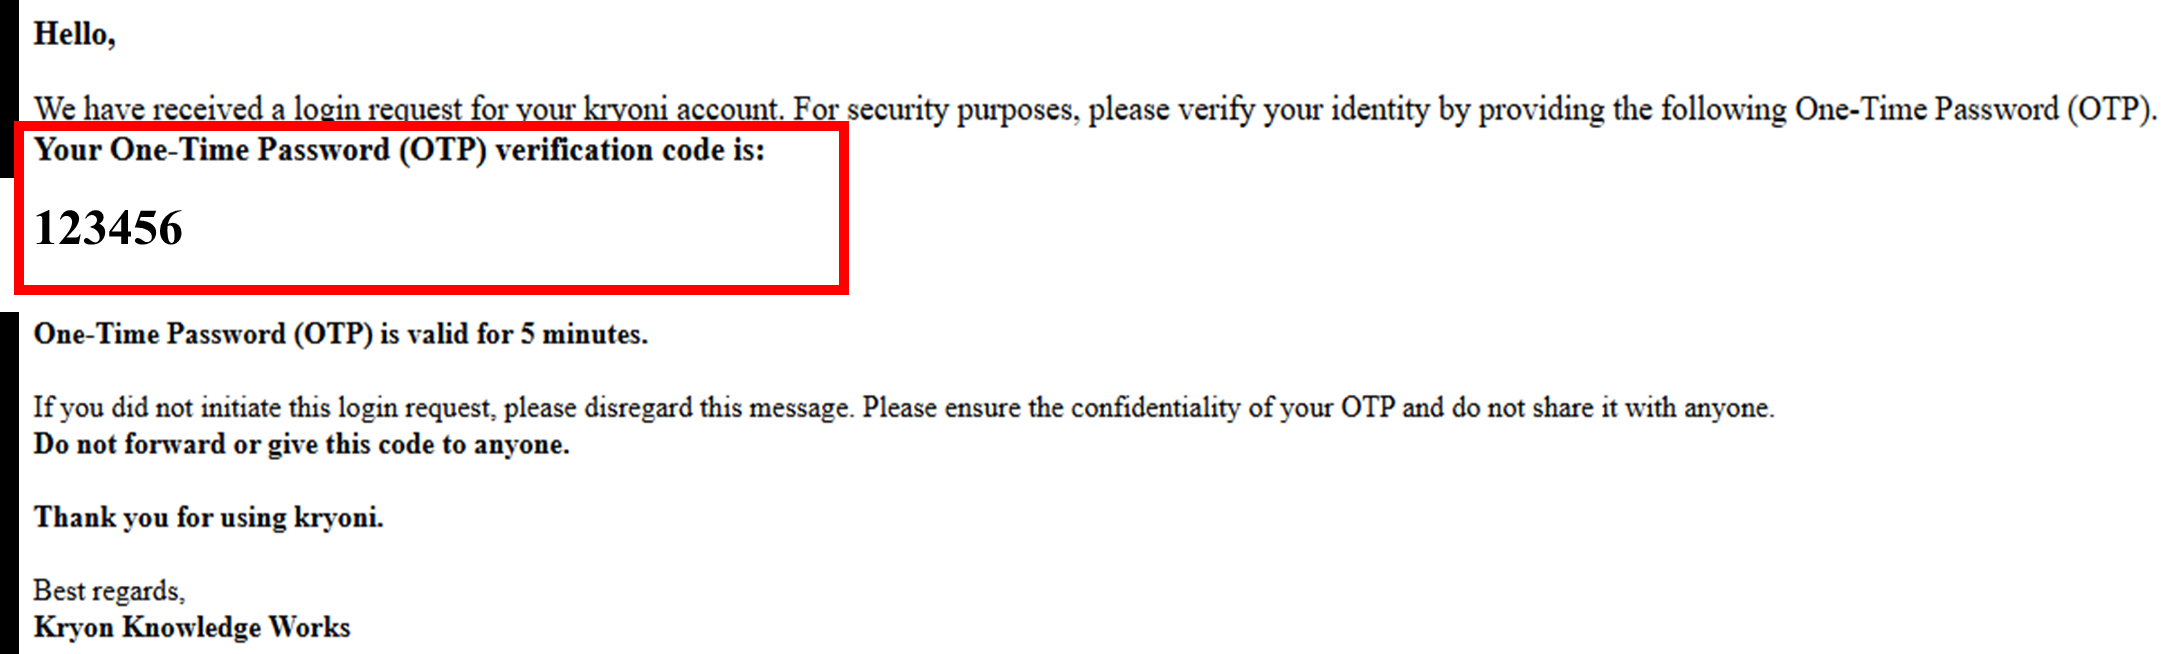 Hello,
We have received a login request for your kryoni account. For security purposes, please verify your identity by providing the following One-Time Password (OTP).
Your One-Time Password (OTP) verification code is:
123456
One-Time Password (OTP) is valid for 5 minutes.
If you did not initiate this login request, please disregard this message. Please ensure the confidentiality of your OTP and do not share it with anyone.
Do not forward or give this code to anyone.
Thank you for using kryoni.
Best regards,
Kryon Knowledge Works